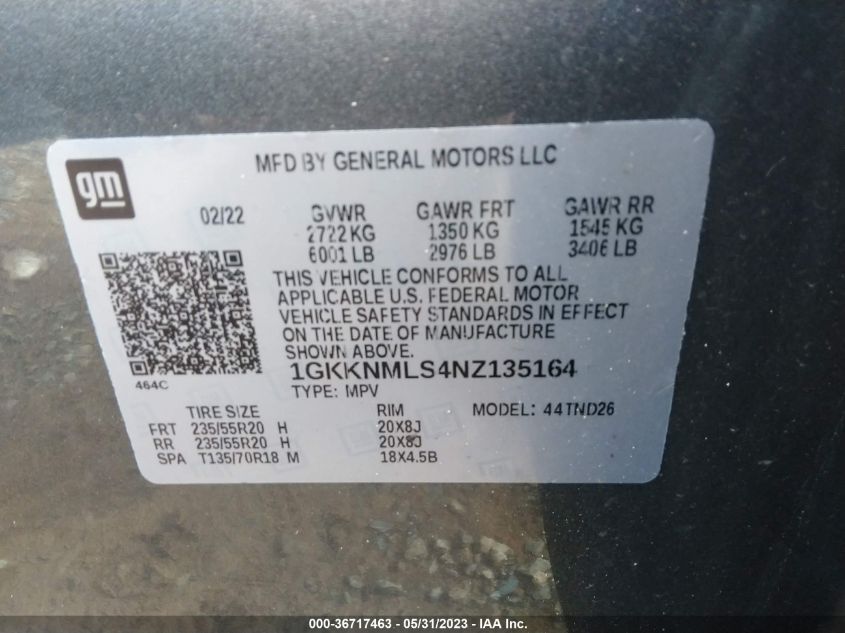 MFD BY GENERAL MOTORS LLC
gm
02/22 GVWR GAWR FRT GAWR RR
2722 KG 1350 KG 1545 KG
6001 LB 2976 LB 3406 LB
THIS VEHICLE CONFORMS TO ALL
APPLICABLE U.S. FEDERAL MOTOR
VEHICLE SAFETY STANDARDS IN EFFECT
ON THE DATE OF MANUFACTURE
SHOWN ABOVE.
464C
1GKKNMLS4NZ135164
TYPE: MPV
TIRE SIZE RIM MODEL: 44TND26
FRT 235/55R20 H 20X8J
RR 235/55R20 H 20X8J
SPA T135/70R18 M 18X4.5B
000-36717463 - 05/31/2023 - IAA Inc.